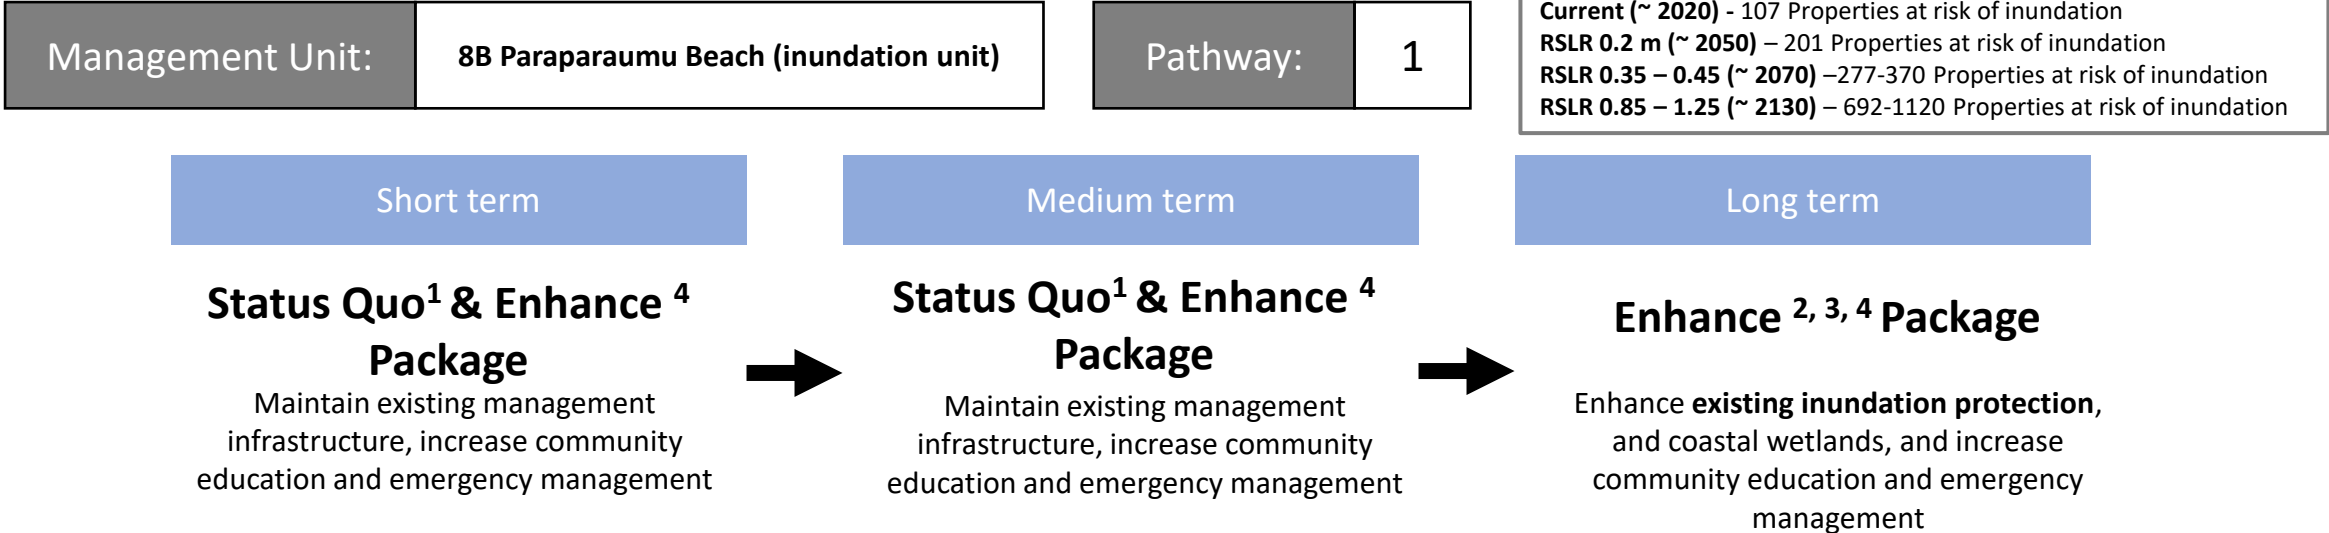 Management Unit:
8B Paraparaumu Beach (inundation unit)
Pathway:
1
Current (~ 2020) - 107 Properties at risk of inundation
RSLR 0.2 m (~ 2050) – 201 Properties at risk of inundation
RSLR 0.35 – 0.45 (~ 2070) –277-370 Properties at risk of inundation
RSLR 0.85 – 1.25 (~ 2130) – 692-1120 Properties at risk of inundation
Short term
Status Quo¹ & Enhance ⁴
Package
Maintain existing management
infrastructure, increase community
education and emergency management
Medium term
Status Quo¹ & Enhance ⁴
Package
Maintain existing management
infrastructure, increase community
education and emergency management
Long term
Enhance ², ³, ⁴ Package
Enhance existing inundation protection,
and coastal wetlands, and increase
community education and emergency
management